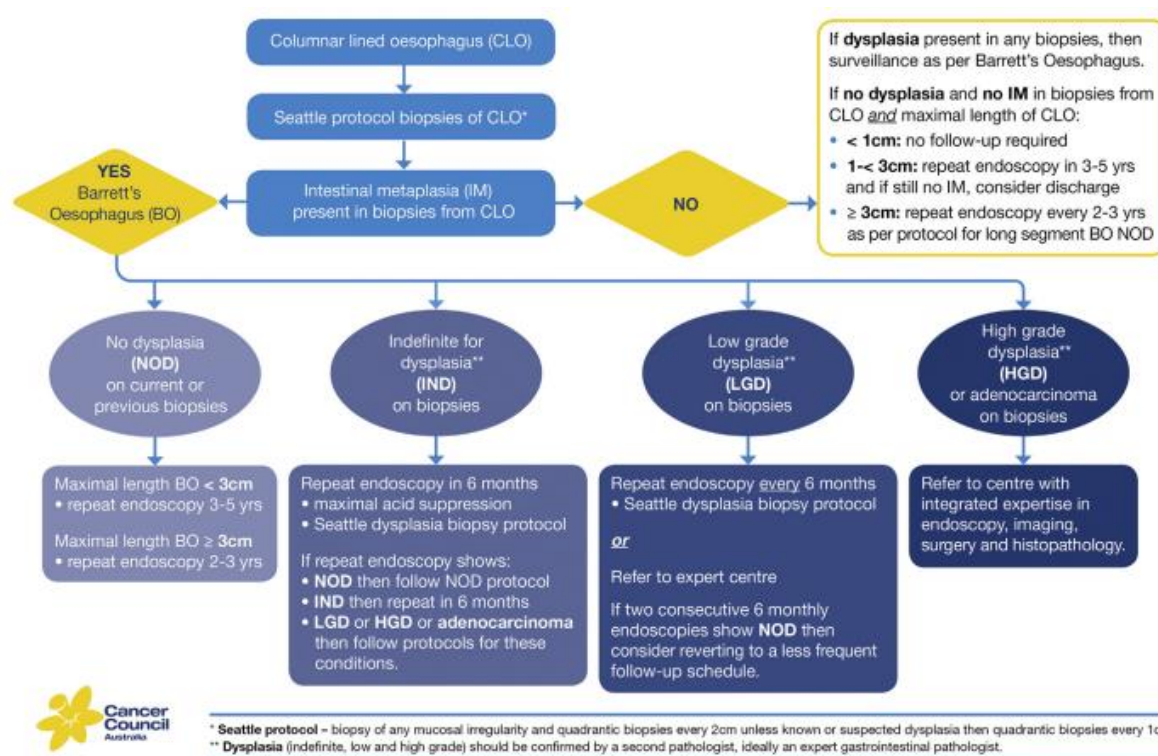 Columnar lined oesophagus (CLO)
Seattle protocol biopsies of CLO*
Intestinal metaplasia (IM)
present in biopsies from CLO
YES
Barrett's
Oesophagus (BO)
NO
If dysplasia present in any biopsies, then
surveillance as per Barrett's Oesophagus.
If no dysplasia and no IM in biopsies from
CLO and maximal length of CLO:
• < 1cm: no follow-up required
• 1-< 3cm: repeat endoscopy in 3-5 yrs
and if still no IM, consider discharge
• ≥ 3cm: repeat endoscopy every 2-3 yrs
as per protocol for long segment BO NOD
No dysplasia
(NOD)
on current or
previous biopsies
Indefinite for
dysplasia**
(IND)
on biopsies
Low grade
dysplasia**
(LGD)
on biopsies
High grade
dysplasia**
(HGD)
or adenocarcinoma
on biopsies
Maximal length BO < 3cm
• repeat endoscopy 3-5 yrs
Maximal length BO ≥ 3cm
• repeat endoscopy 2-3 yrs
Repeat endoscopy in 6 months
• maximal acid suppression
• Seattle dysplasia biopsy protocol
If repeat endoscopy shows:
• NOD then follow NOD protocol
• IND then repeat in 6 months
• LGD or HGD or adenocarcinoma
then follow protocols for these
conditions.
Repeat endoscopy every 6 months
• Seattle dysplasia biopsy protocol
or
Refer to expert centre
If two consecutive 6 monthly
endoscopies show NOD then
consider reverting to a less frequent
follow-up schedule.
Refer to centre with
integrated expertise in
endoscopy, imaging,
surgery and histopathology.
Cancer
Council
Australia
* Seattle protocol – biopsy of any mucosal irregularity and quadrantic biopsies every 2cm unless known or suspected dysplasia then quadrantic biopsies every
** Dysplasia (indefinite, low and high grade) should be confirmed by a second pathologist, ideally an expert gastrointestinal pathologist.